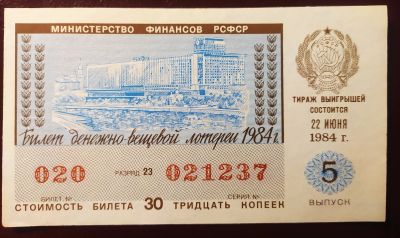 МИНИСТЕРСТВО ФИНАНСОВ РСФСР
Билет денежно-вещевой лотереи 1984 г.
020 РАЗРЯД 23 021237
БИЛЕТ № СЕРИЯ №
СТОИМОСТЬ БИЛЕТА 30 ТРИДЦАТЬ КОПЕЕК
ТИРАЖ ВЫИГРЫШЕЙ
СОСТОИТСЯ
22 ИЮНЯ
1984 г.
5
ВЫПУСК